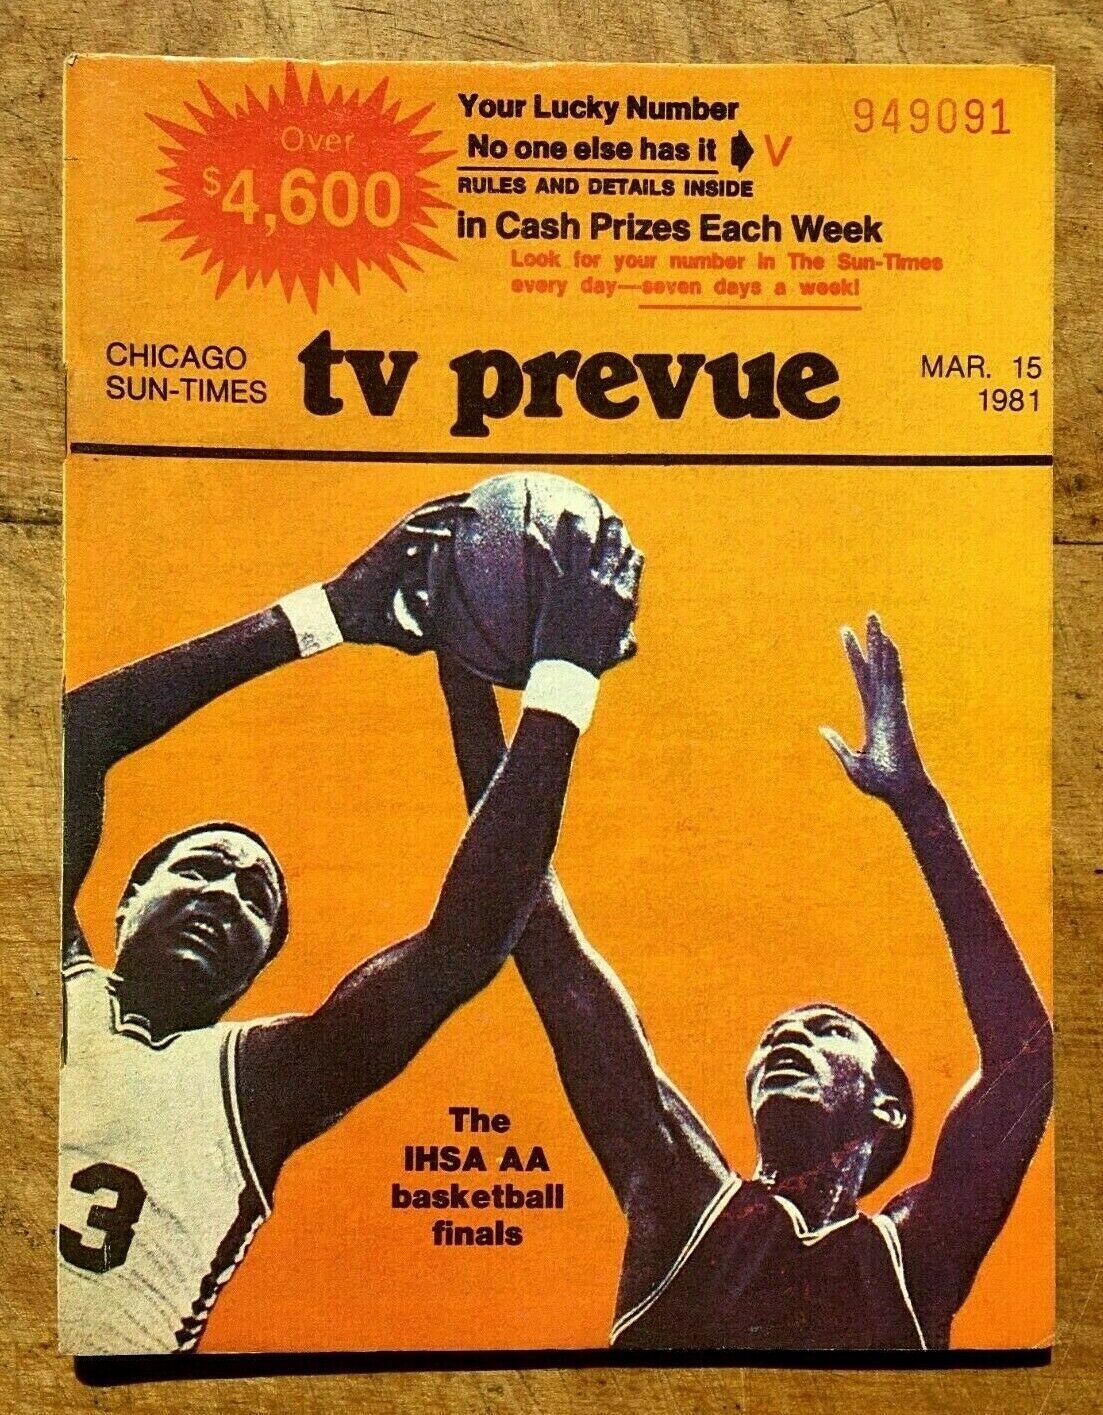 Over
$4,600
Your Lucky Number
No one else has it V
949091
RULES AND DETAILS INSIDE
in Cash Prizes Each Week
Look for your number in The Sun-Times
every day—seven days a week!
CHICAGO
SUN-TIMES
tv prevue
MAR. 15
1981
The
IHSA AA
basketball
finals
3